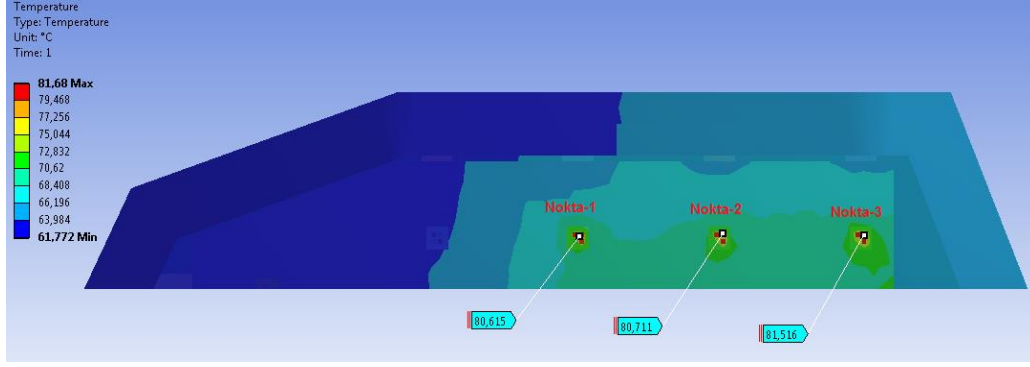 Temperature
Type: Temperature
Unit: °C
Time: 1
81,68 Max
79,468
77,256
75,044
72,832
70,62
68,408
66,196
63,984
61,772 Min
Nokta-1
Nokta-2
Nokta-3
80,615
80,711
81,516